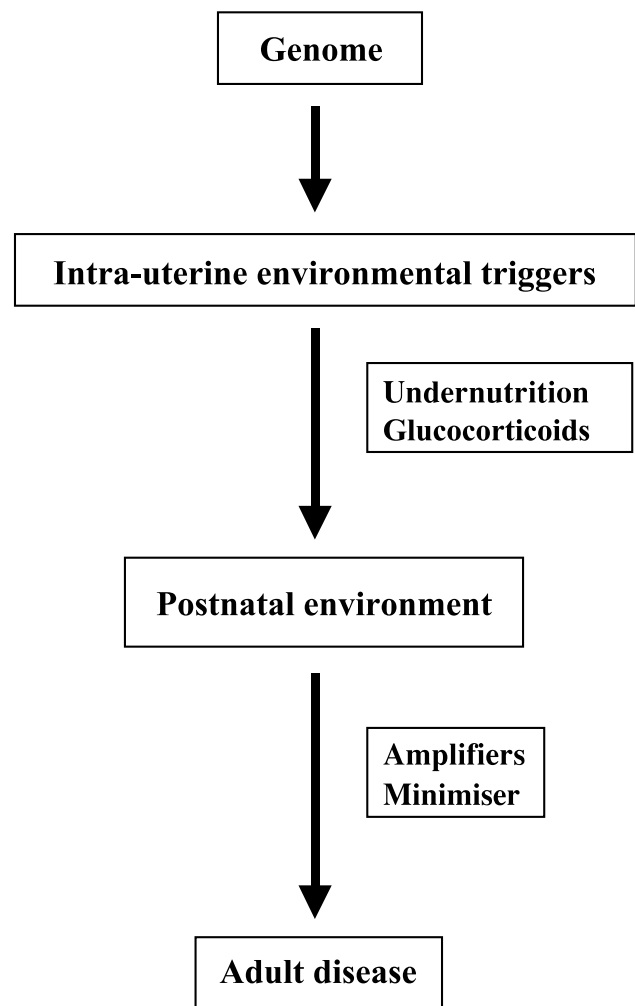 Genome
Intra-uterine environmental triggers
Undernutrition
Glucocorticoids
Postnatal environment
Amplifiers
Minimiser
Adult disease